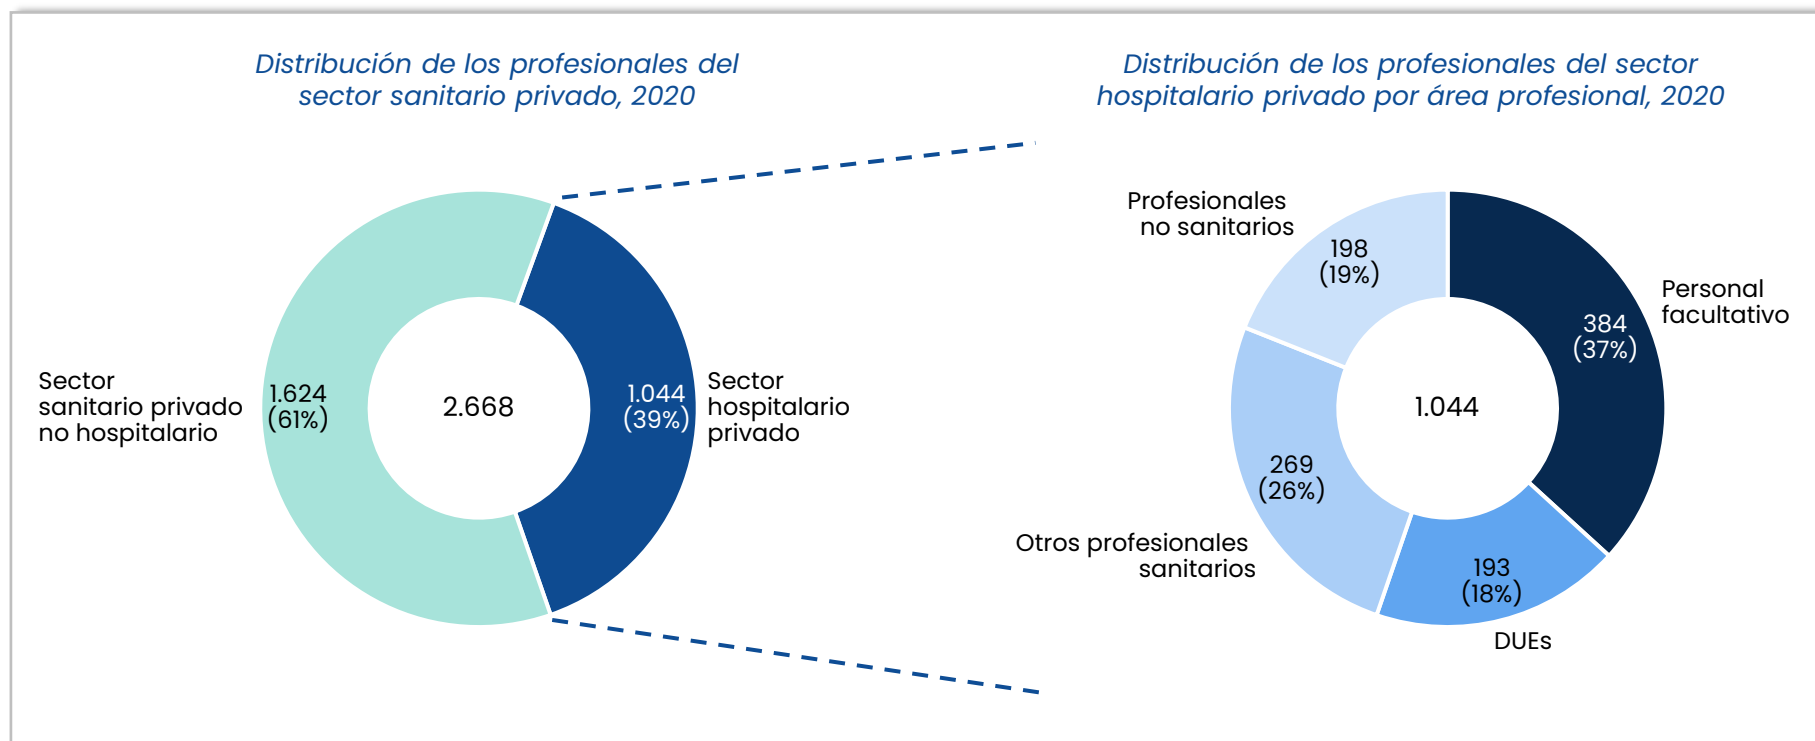 Distribución de los profesionales del
sector sanitario privado, 2020
Sector
sanitario privado
no hospitalario
1.624
(61%)
2.668
1.044
(39%)
Sector
hospitalario
privado
Distribución de los profesionales del sector
hospitalario privado por área profesional, 2020
Profesionales
no sanitarios
198
(19%)
Personal
facultativo
384
(37%)
1.044
269
(26%)
Otros profesionales
sanitarios
193
(18%)
DUEs